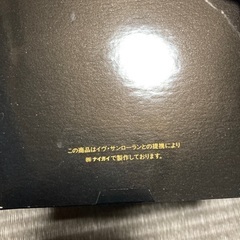 この商品はイヴ・サンローランとの提携により
㈱ナイガイで製作しております。